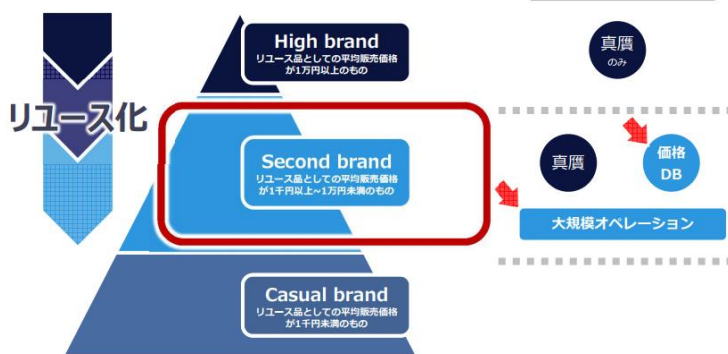 High brand
リユース品としての平均販売価格
が1万円以上のもの
真贋
のみ
リユース化
Second brand
リユース品としての平均販売価格
が1千円以上~1万円未満のもの
真贋
価格
DB
大規模オペレーション
Casual brand
リユース品としての平均販売価格
が1千円未満のもの